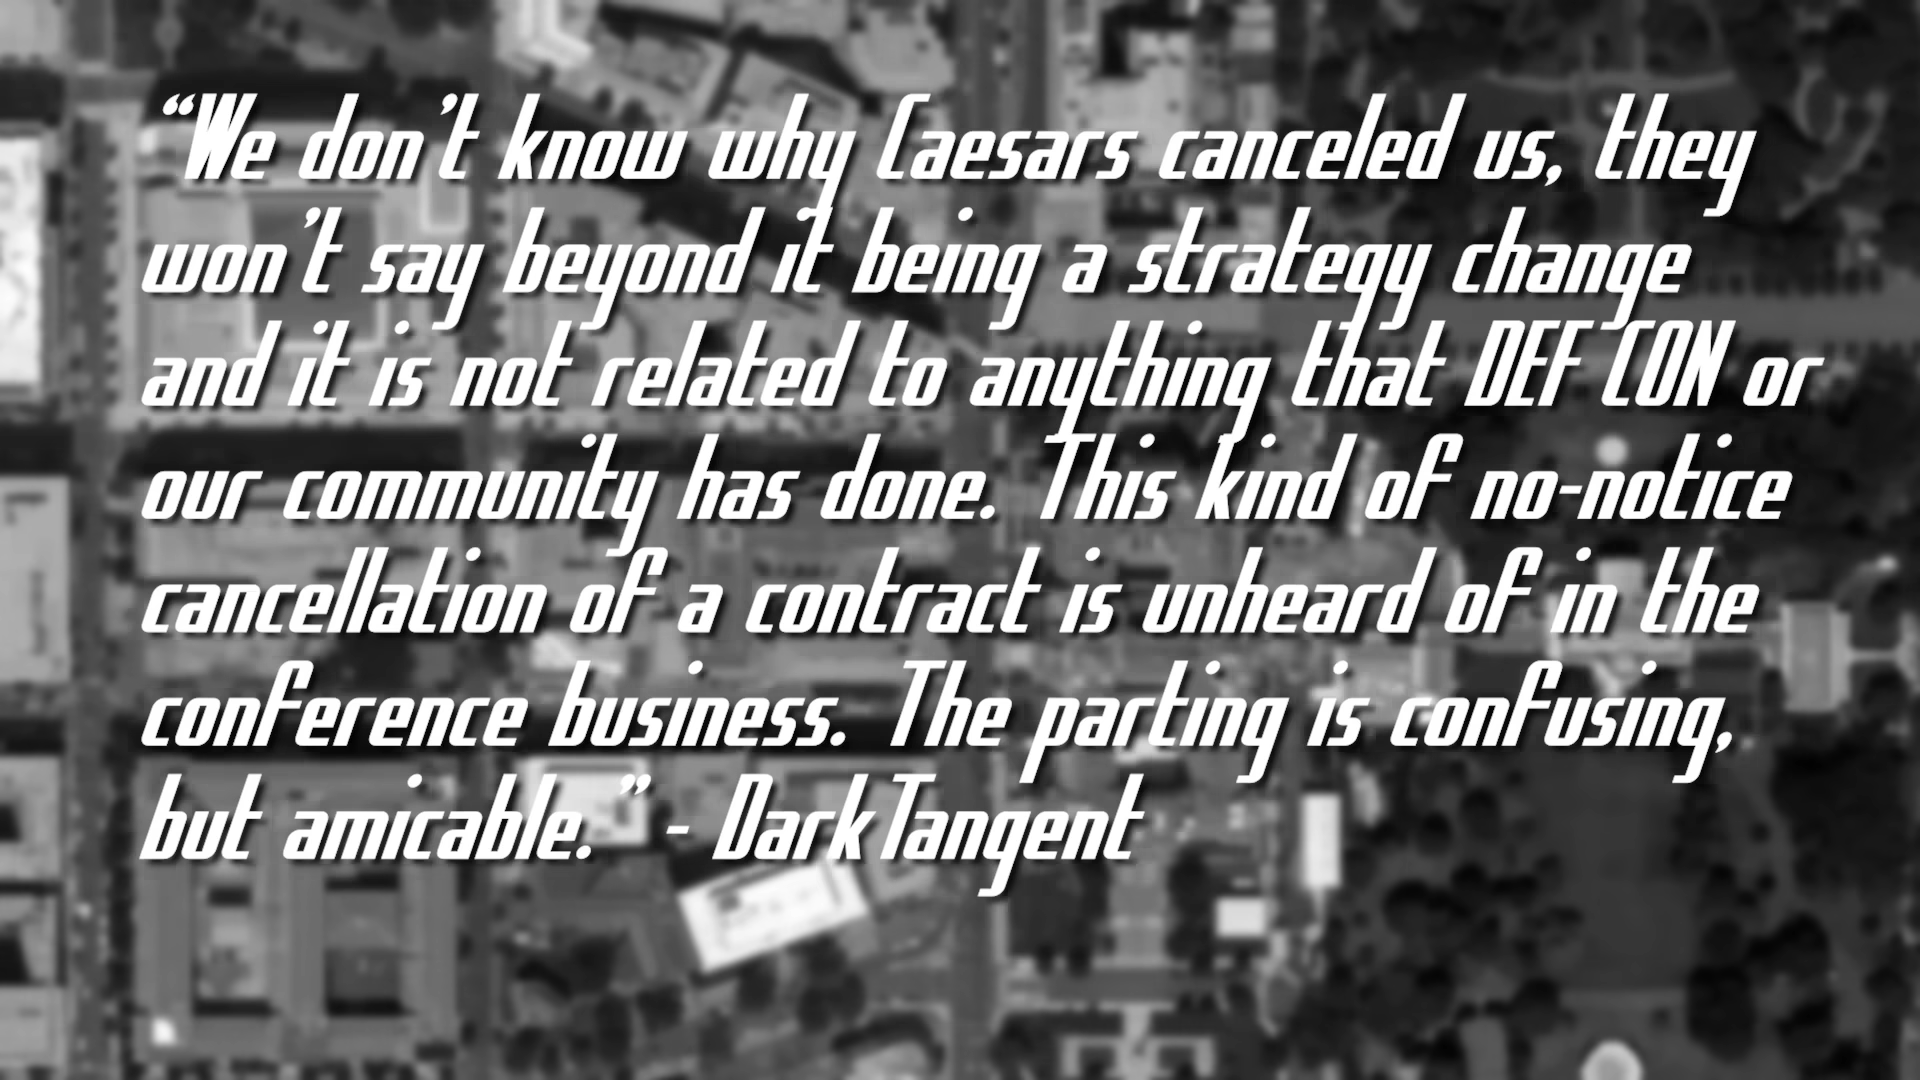 “We don’t know why Caesars canceled us, they
won’t say beyond it being a strategy change
and it is not related to anything that DEF CON or
our community has done. This kind of no-notice
cancellation of a contract is unheard of in the
conference business. The parting is confusing,
but amicable.” - DarkTangent